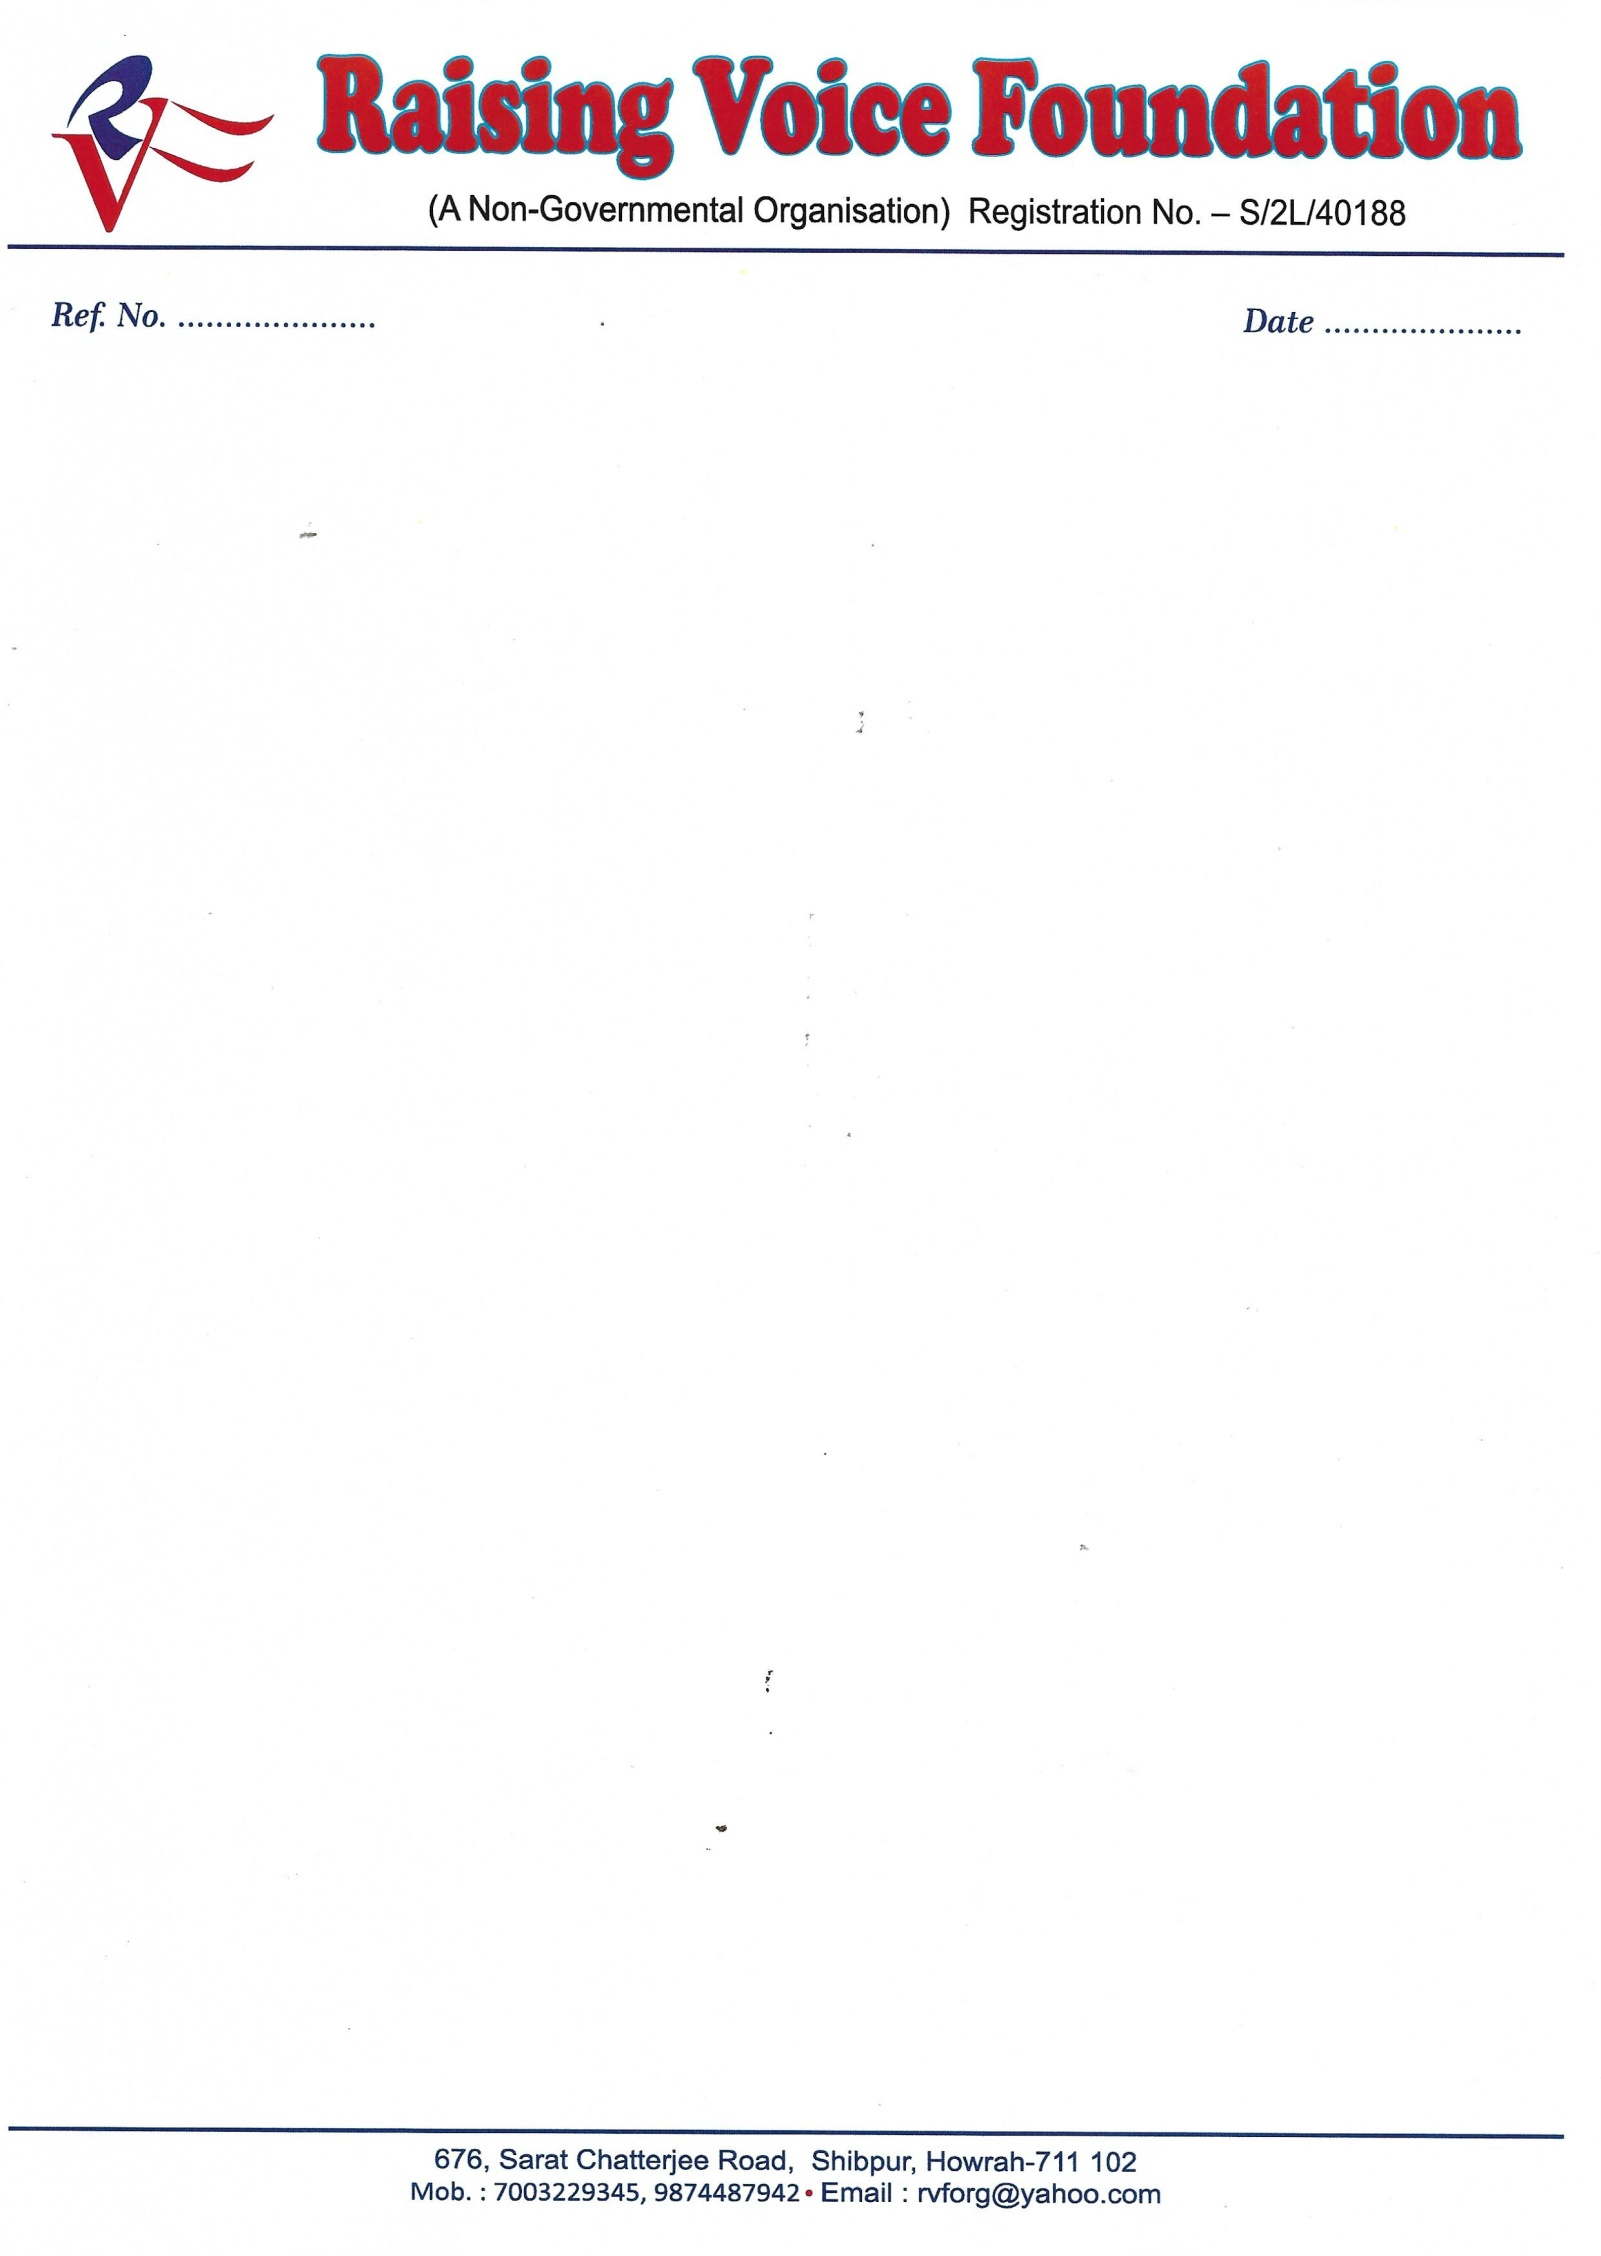 RV
Raising Voice Foundation
(A Non-Governmental Organisation) Registration No. – S/2L/40188
Ref. No. ..................... Date .....................
676, Sarat Chatterjee Road, Shibpur, Howrah-711 102
Mob. : 7003229345, 9874487942 • Email : rvforg@yahoo.com